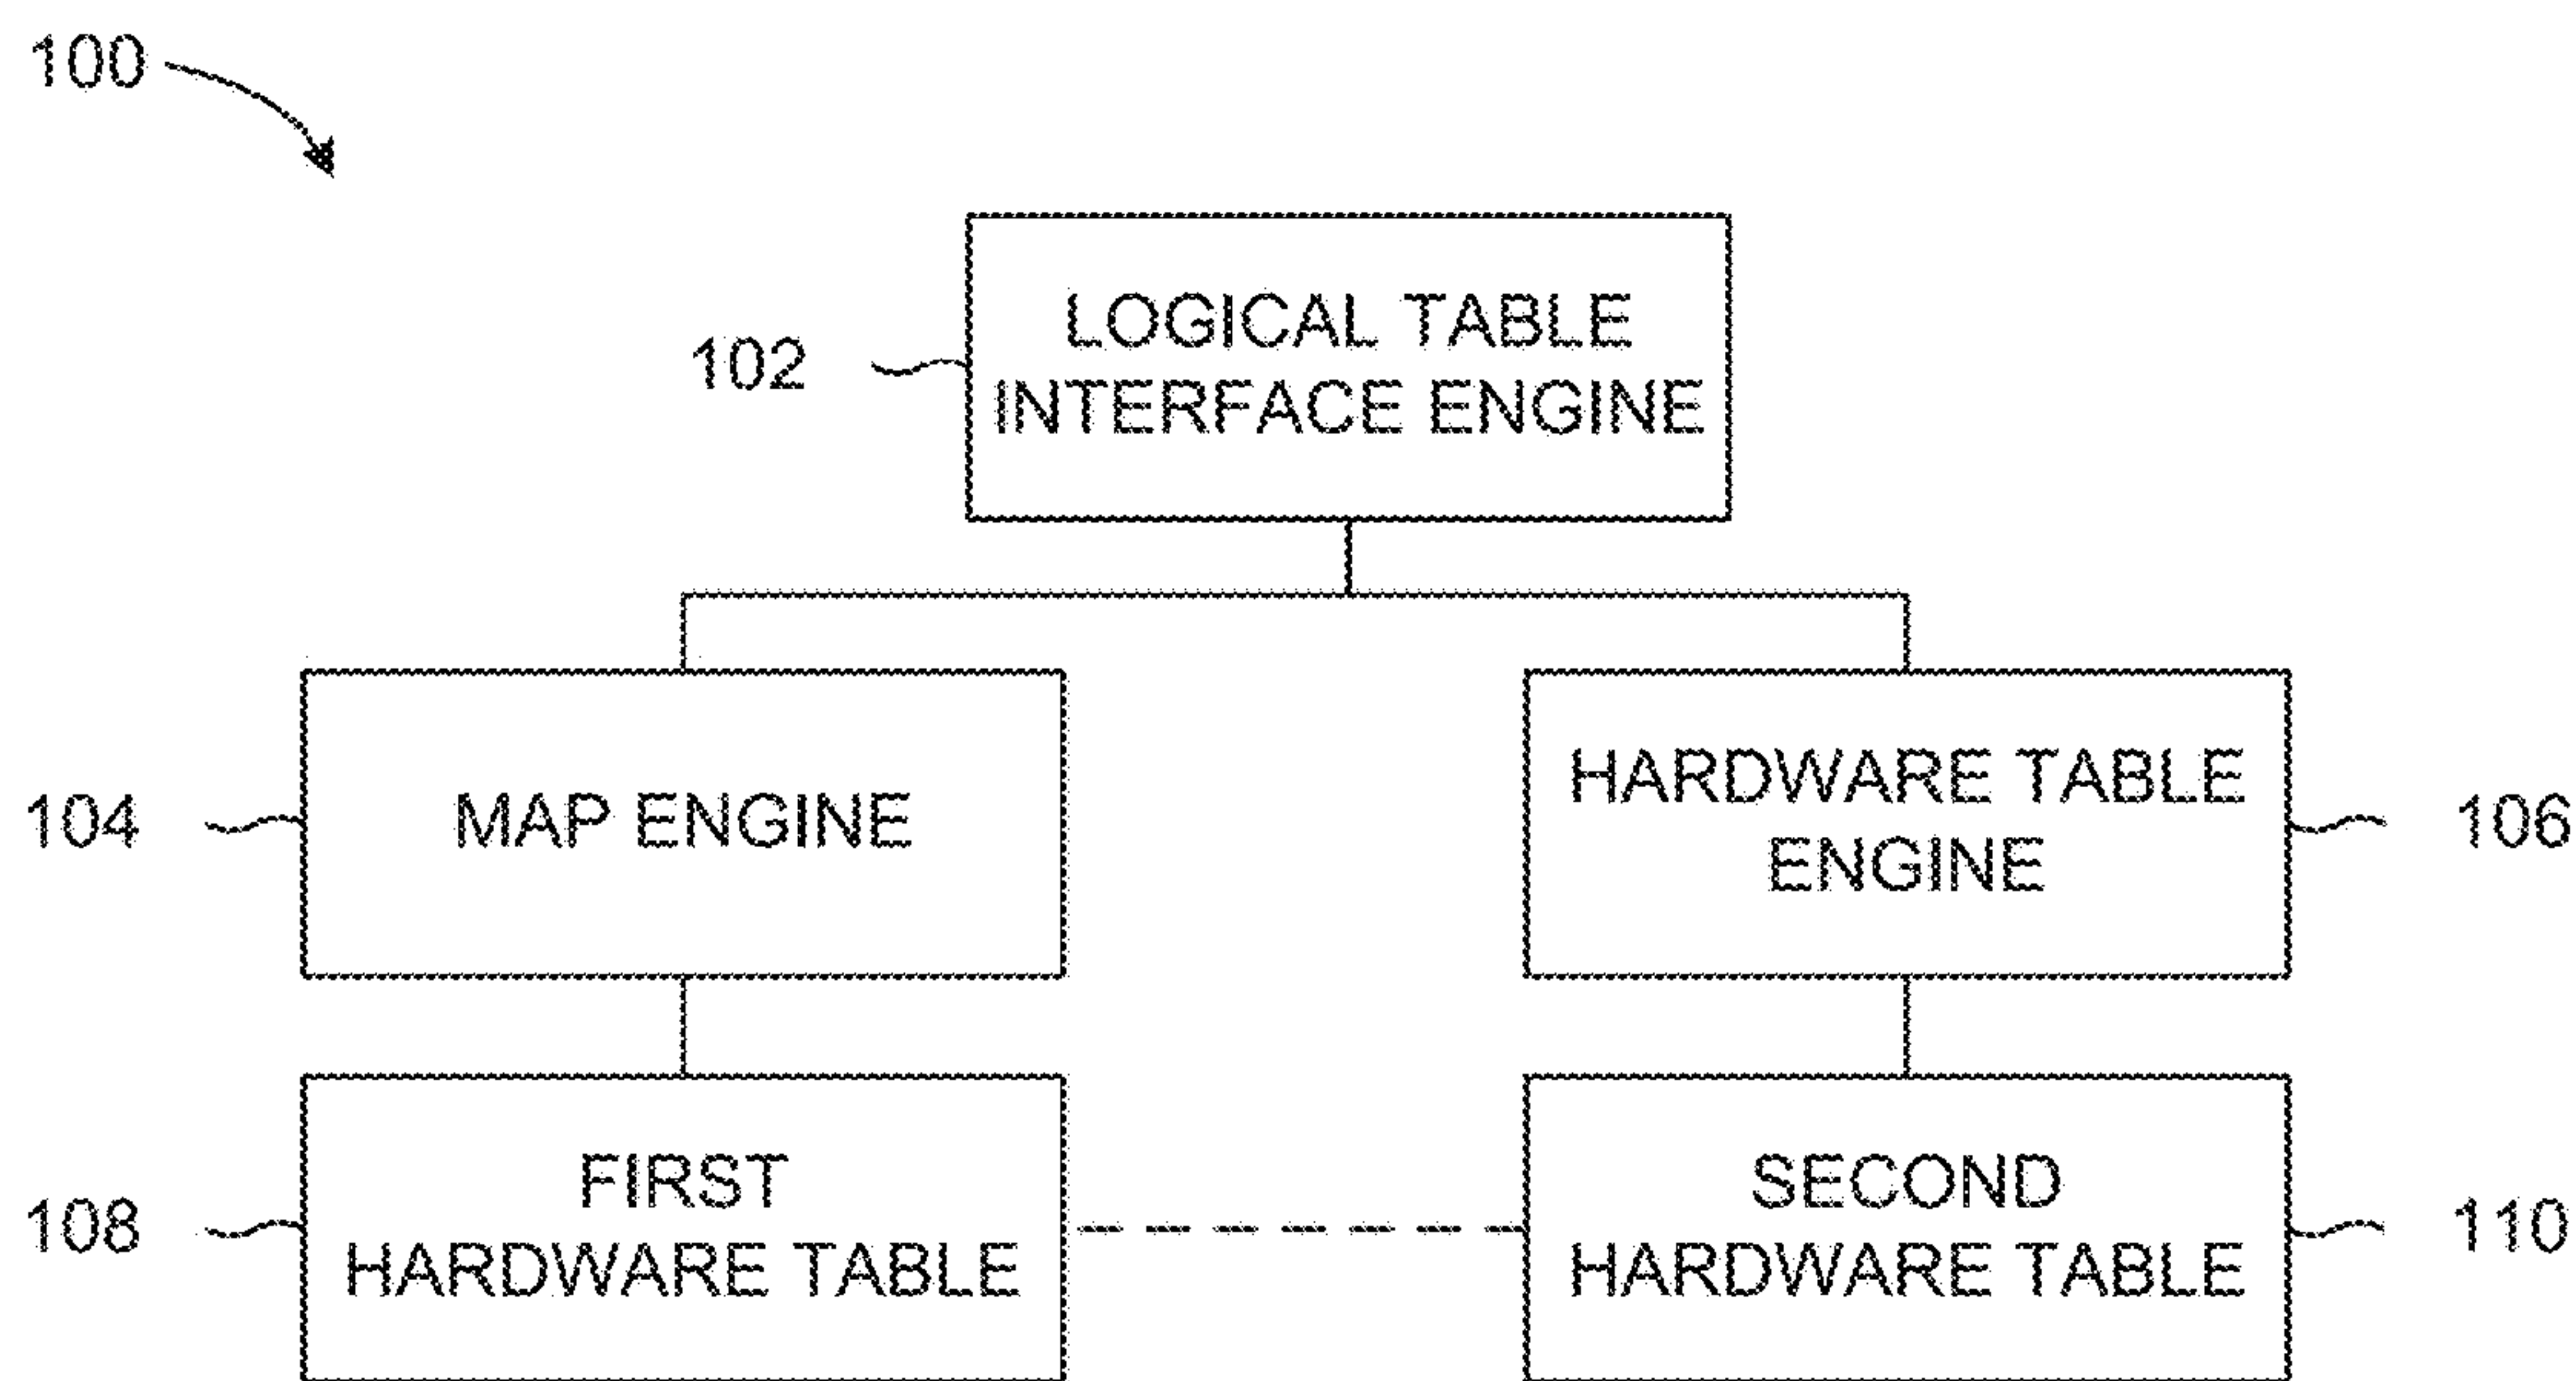 100
LOGICAL TABLE
102
INTERFACE ENGINE
HARDWARE TABLE
104
MAP ENGINE
106
ENGINE
FIRST
SECOND
108
110
HARDWARE TABLE
HARDWARE TABLE